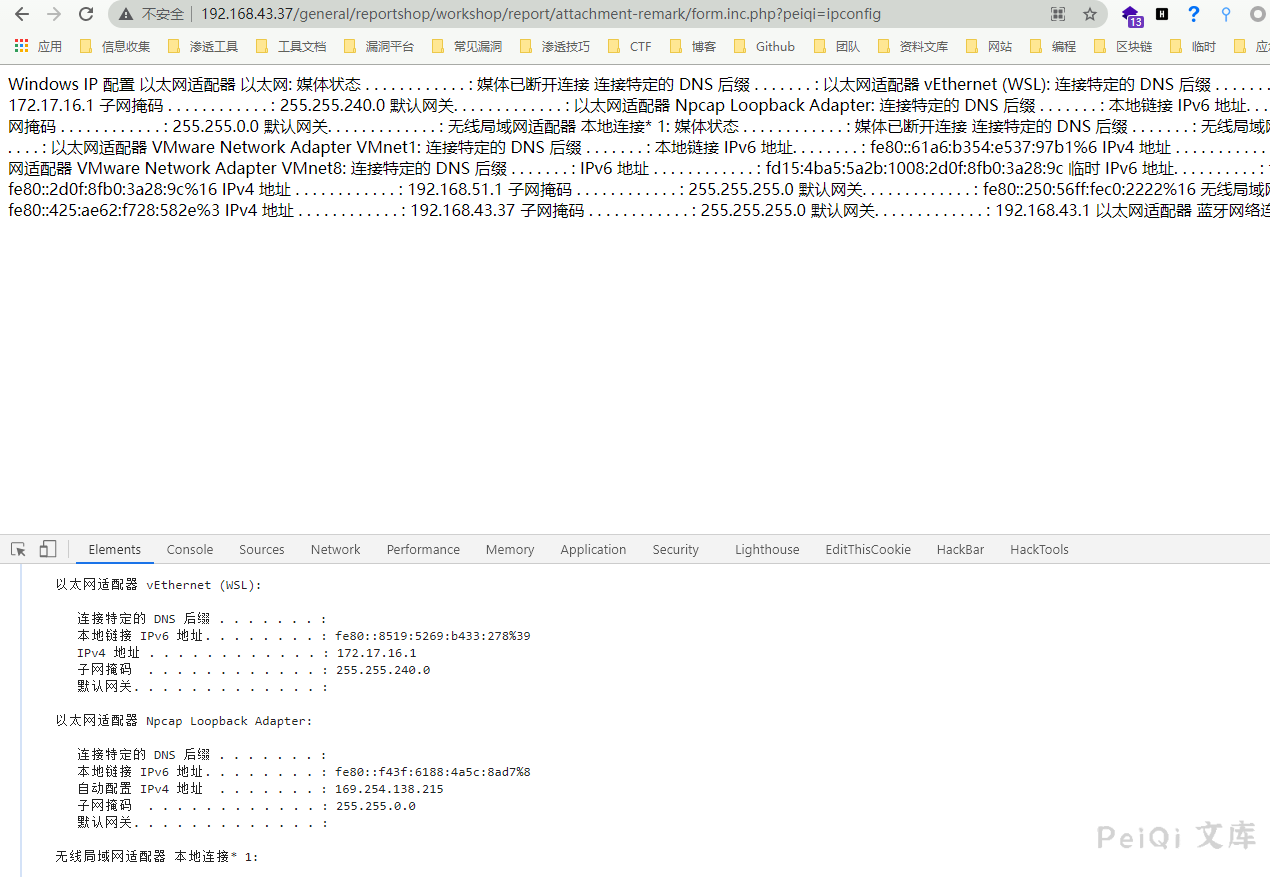 不安全 192.168.43.37/general/reportshop/workshop/report/attachment-remark/form.inc.php?peiqi=ipconfig
13 H ?
应用 信息收集 渗透工具 工具文档 漏洞平台 常见漏洞 渗透技巧 CTF 博客 Github 团队 资料文库 网站 编程 区块链 临时
Windows IP 配置 以太网适配器 以太网: 媒体状态 . . . . . . . . . . . . : 媒体已断开连接 连接特定的 DNS 后缀 . . . . . . . : 以太网适配器 vEthernet (WSL): 连接特定的 DNS 后缀 . . . . . . .
172.17.16.1 子网掩码 . . . . . . . . . . . . : 255.255.240.0 默认网关. . . . . . . . . . . . . : 以太网适配器 Npcap Loopback Adapter: 连接特定的 DNS 后缀 . . . . . . . : 本地链接 IPv6 地址. . .
网掩码 . . . . . . . . . . . . : 255.255.0.0 默认网关. . . . . . . . . . . . . : 无线局域网适配器 本地连接* 1: 媒体状态 . . . . . . . . . . . . : 媒体已断开连接 连接特定的 DNS 后缀 . . . . . . . : 无线局域
. . . . : 以太网适配器 VMware Network Adapter VMnet1: 连接特定的 DNS 后缀 . . . . . . . : 本地链接 IPv6 地址. . . . . . . . : fe80::61a6:b354:e537:97b1%6 IPv4 地址 . . . . . . . . . . .
网适配器 VMware Network Adapter VMnet8: 连接特定的 DNS 后缀 . . . . . . . : IPv6 地址 . . . . . . . . . . . . : fd15:4ba5:5a2b:1008:2d0f:8fb0:3a28:9c 临时 IPv6 地址. . . . . . . . . . :
fe80::2d0f:8fb0:3a28:9c%16 IPv4 地址 . . . . . . . . . . . . : 192.168.51.1 子网掩码 . . . . . . . . . . . . : 255.255.255.0 默认网关. . . . . . . . . . . . . : fe80::250:56ff:fec0:2222%16 无线局域
fe80::425:ae62:f728:582e%3 IPv4 地址 . . . . . . . . . . . . : 192.168.43.37 子网掩码 . . . . . . . . . . . . : 255.255.255.0 默认网关. . . . . . . . . . . . . : 192.168.43.1 以太网适配器 蓝牙网络
Elements Console Sources Network Performance Memory Application Security Lighthouse EditThisCookie HackBar HackTools
以太网适配器 vEthernet (WSL):
连接特定的 DNS 后缀 . . . . . . . :
本地链接 IPv6 地址. . . . . . . . : fe80::8519:5269:b433:278%39
IPv4 地址 . . . . . . . . . . . . : 172.17.16.1
子网掩码 . . . . . . . . . . . . : 255.255.240.0
默认网关. . . . . . . . . . . . . :
以太网适配器 Npcap Loopback Adapter:
连接特定的 DNS 后缀 . . . . . . . :
本地链接 IPv6 地址. . . . . . . . : fe80::f43f:6188:4a5c:8ad7%8
自动配置 IPv4 地址 . . . . . . . : 169.254.138.215
子网掩码 . . . . . . . . . . . . : 255.255.0.0
默认网关. . . . . . . . . . . . . :
无线局域网适配器 本地连接* 1:
PeiQi 文库